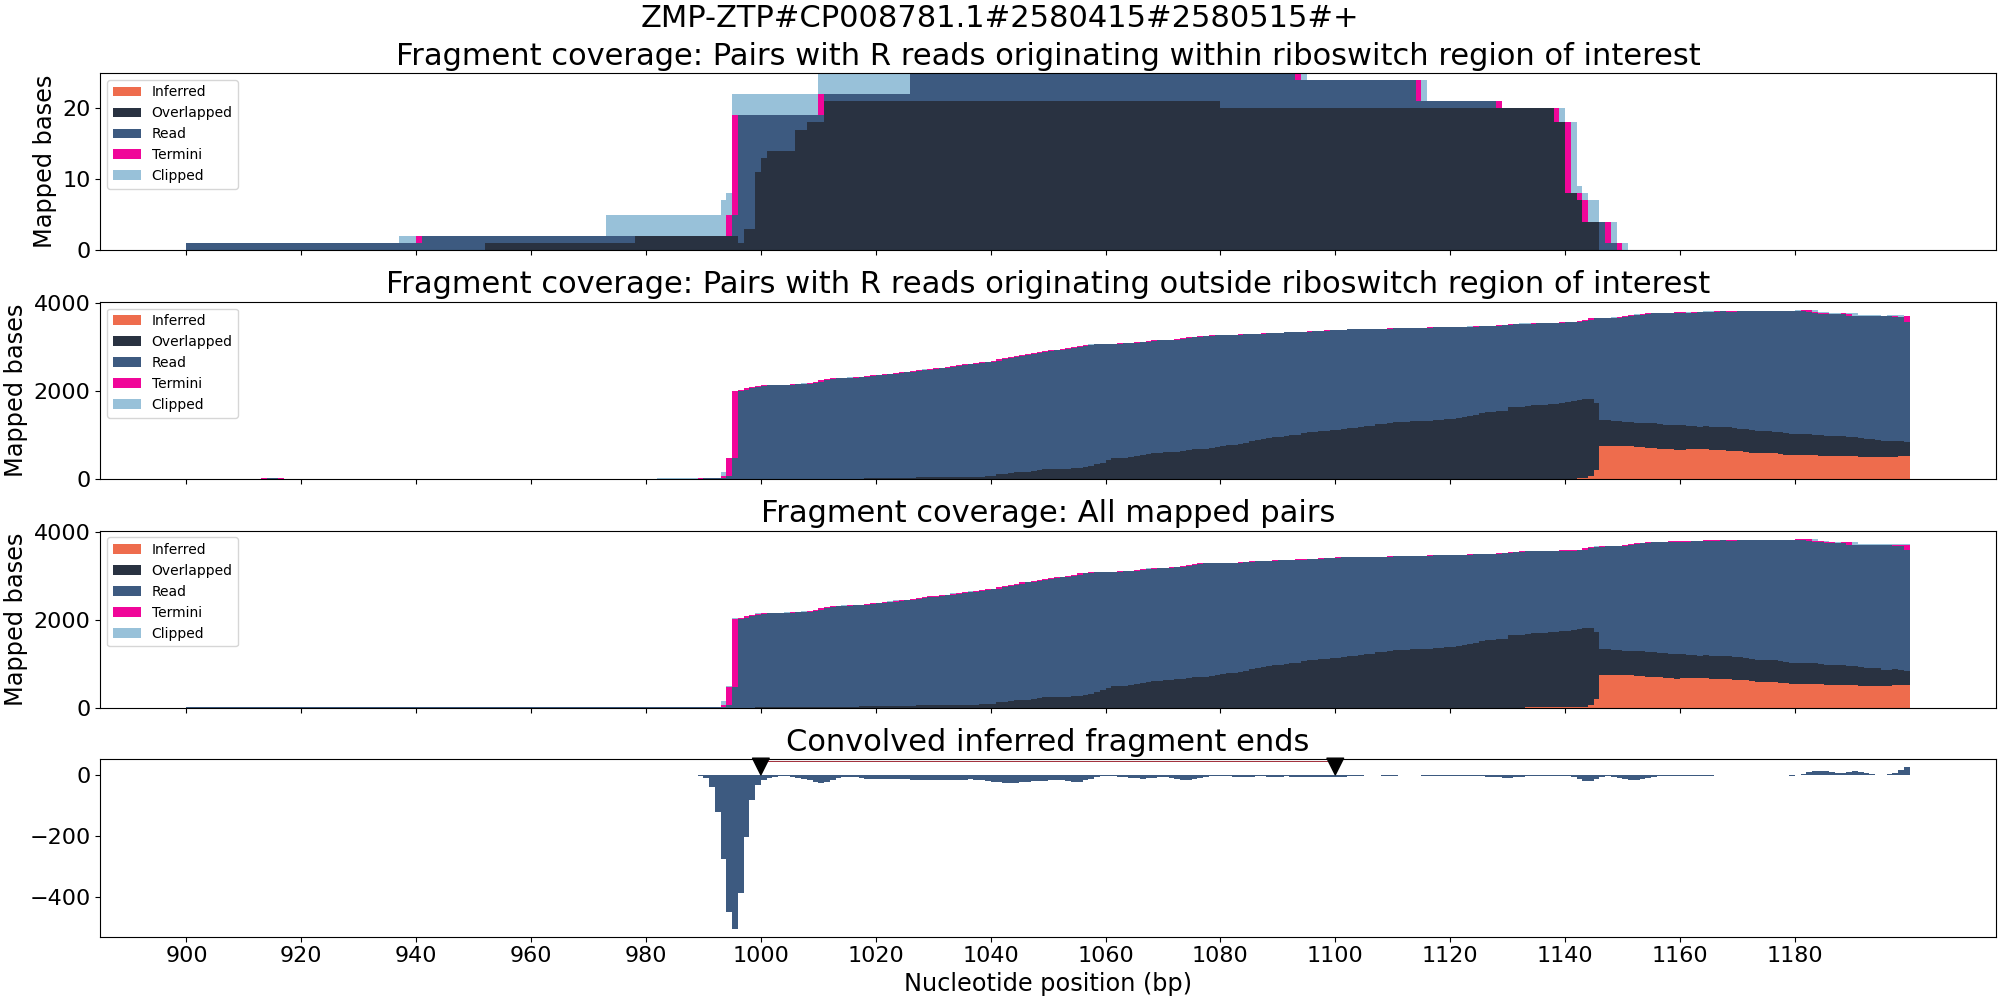 ZMP-ZTP#CP008781.1#2580415#2580515#+
Fragment coverage: Pairs with R reads originating within riboswitch region of interest
Mapped bases
20
10
0
Inferred
Overlapped
Read
Termini
Clipped
Fragment coverage: Pairs with R reads originating outside riboswitch region of interest
Mapped bases
4000
2000
0
Inferred
Overlapped
Read
Termini
Clipped
Fragment coverage: All mapped pairs
Mapped bases
4000
2000
0
Inferred
Overlapped
Read
Termini
Clipped
Convolved inferred fragment ends
0
−200
−400
900 920 940 960 980 1000 1020 1040 1060 1080 1100 1120 1140 1160 1180
Nucleotide position (bp)